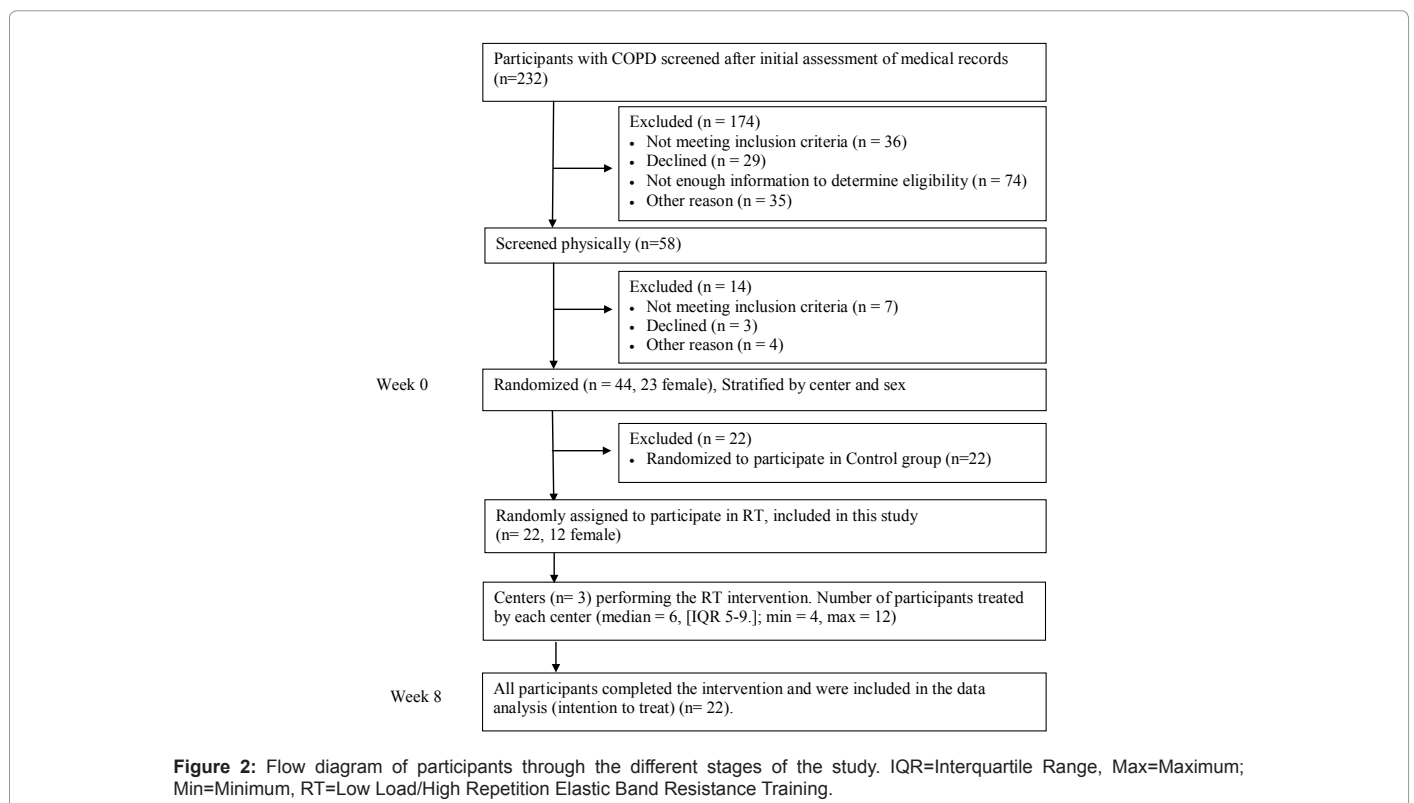 Participants with COPD screened after initial assessment of medical records
(n=232)
Excluded (n = 174)
• Not meeting inclusion criteria (n = 36)
• Declined (n = 29)
• Not enough information to determine eligibility (n = 74)
• Other reason (n = 35)
Screened physically (n=58)
Excluded (n = 14)
• Not meeting inclusion criteria (n = 7)
• Declined (n = 3)
• Other reason (n = 4)
Week 0
Randomized (n = 44, 23 female), Stratified by center and sex
Excluded (n = 22)
• Randomized to participate in Control group (n=22)
Randomly assigned to participate in RT, included in this study
(n= 22, 12 female)
Centers (n= 3) performing the RT intervention. Number of participants treated
by each center (median = 6, [IQR 5-9.]; min = 4, max = 12)
Week 8
All participants completed the intervention and were included in the data
analysis (intention to treat) (n= 22).
Figure 2: Flow diagram of participants through the different stages of the study. IQR=Interquartile Range, Max=Maximum;
Min=Minimum, RT=Low Load/High Repetition Elastic Band Resistance Training.